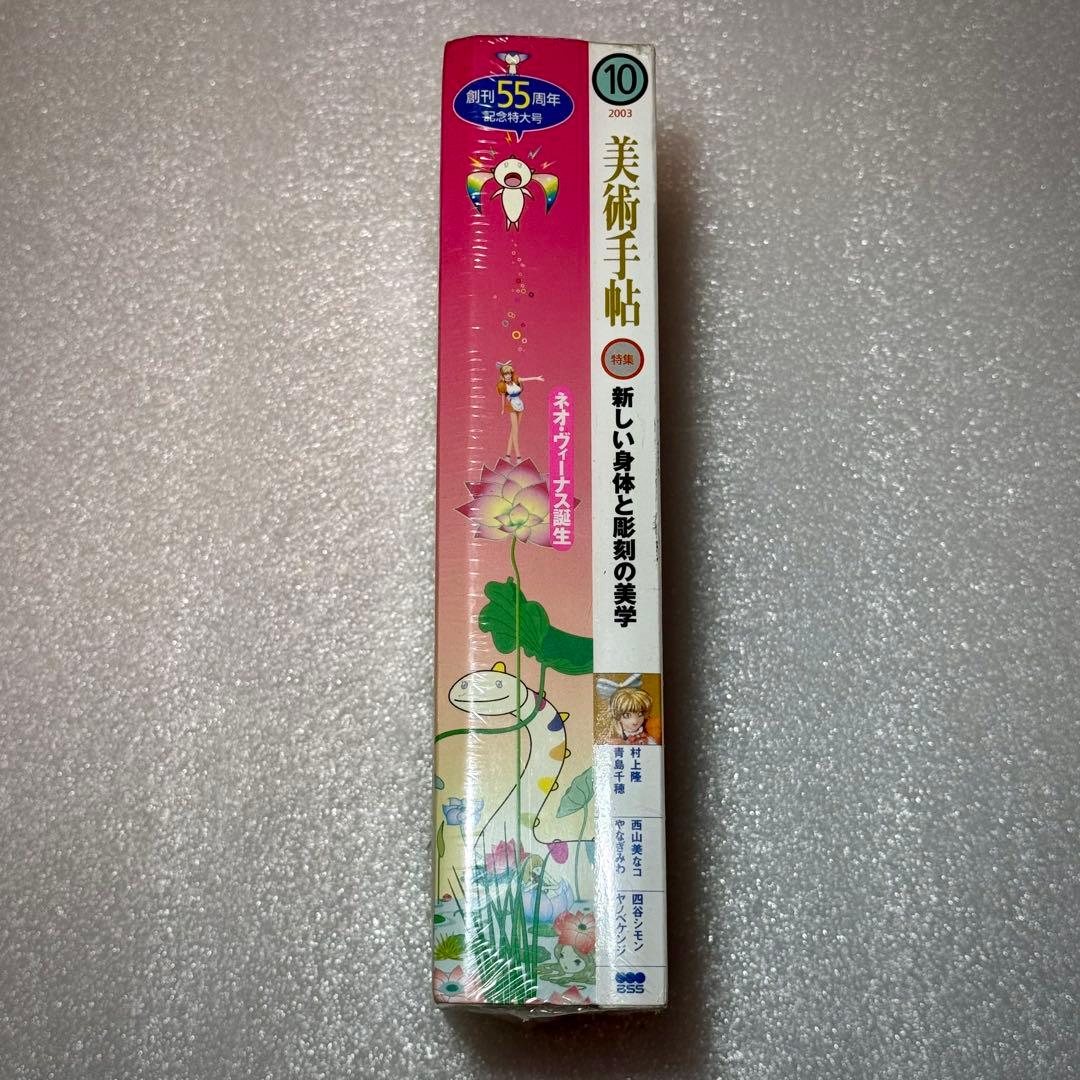 創刊55周年
記念特大号
ネオ・ヴィーナス誕生
10
2003
美術手帖
特集
新しい身体と彫刻の美学
村上隆
青島千穂
西山美なコ
やなぎみわ
四谷シモン
ヤノベケンジ
BSS